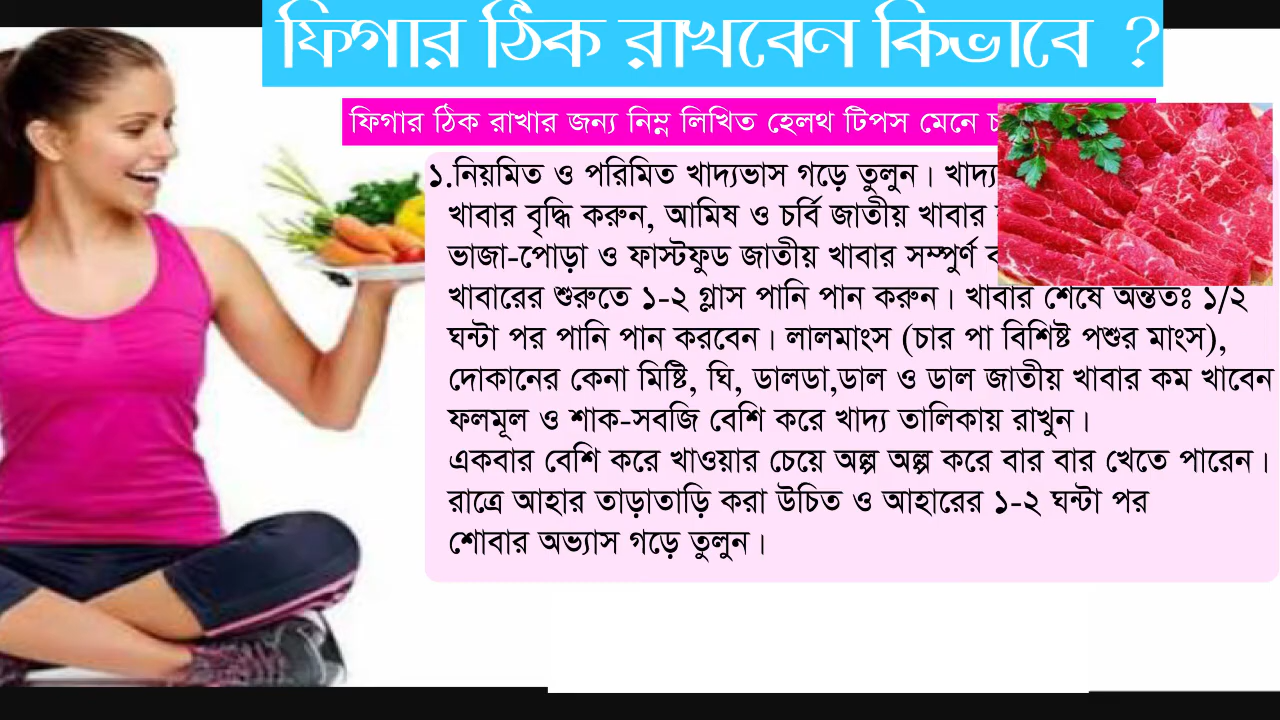 ফিগার ঠিক রাখবেন কিভাবে ?
ফিগার ঠিক রাখার জন্য নিম্ন লিখিত হেলথ টিপস মেনে
১.নিয়মিত ও পরিমিত খাদ্যভাস গড়ে তুলুন। খাদ্য
খাবার বৃদ্ধি করুন, আমিষ ও চর্বি জাতীয় খাবার
ভাজা-পোড়া ও ফাস্টফুড জাতীয় খাবার সম্পুর্ণ
খাবারের শুরুতে ১-২ গ্লাস পানি পান করুন। খাবার শেষে অন্ততঃ ১/২
ঘন্টা পর পানি পান করবেন। লালমাংস (চার পা বিশিষ্ট পশুর মাংস),
দোকানের কেনা মিষ্টি, ঘি, ডালডা,ডাল ও ডাল জাতীয় খাবার কম খাবেন
ফলমূল ও শাক-সবজি বেশি করে খাদ্য তালিকায় রাখুন।
একবার বেশি করে খাওয়ার চেয়ে অল্প অল্প করে বার বার খেতে পারেন।
রাত্রে আহার তাড়াতাড়ি করা উচিত ও আহারের ১-২ ঘন্টা পর
শোবার অভ্যাস গড়ে তুলুন।